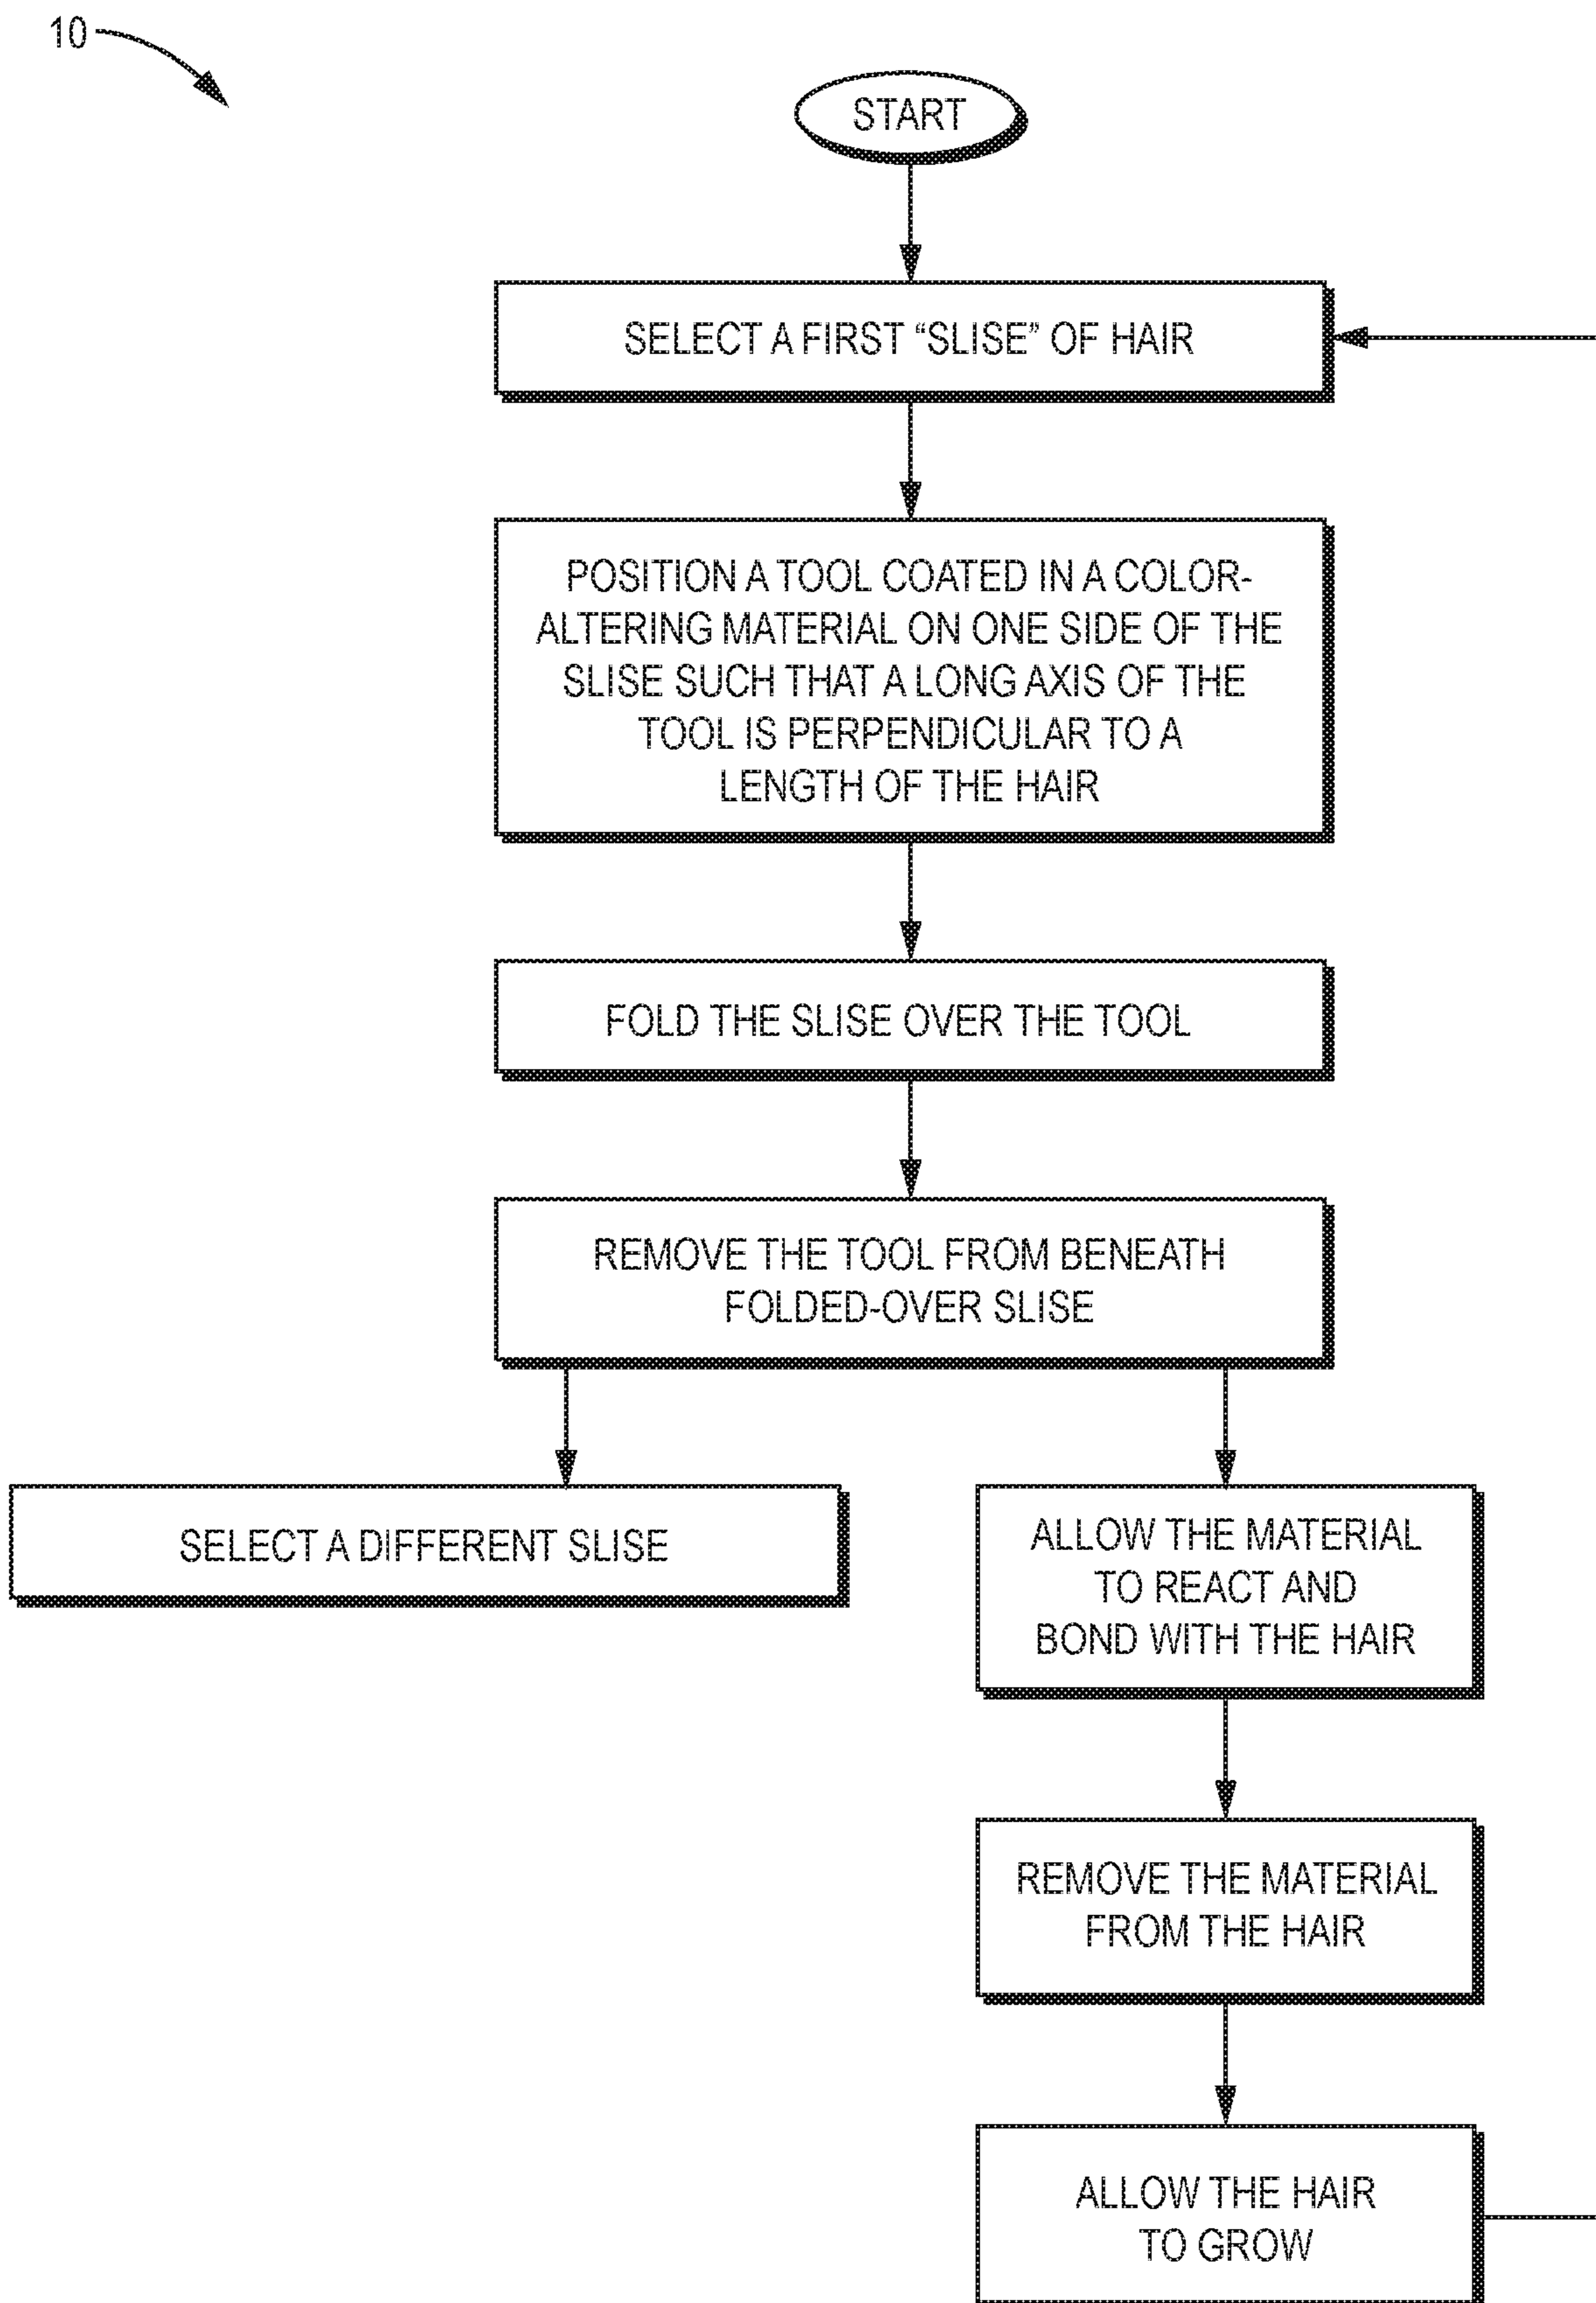 10
START
SELECT A FIRST “SLISE” OF HAIR
POSITION A TOOL COATED IN A COLOR-
ALTERING MATERIAL ON ONE SIDE OF THE
SLISE SUCH THAT A LONG AXIS OF THE
TOOL IS PERPENDICULAR TO A
LENGTH OF THE HAIR
FOLD THE SLISE OVER THE TOOL
REMOVE THE TOOL FROM BENEATH
FOLDED-OVER SLISE
SELECT A DIFFERENT SLISE
ALLOW THE MATERIAL
TO REACT AND
BOND WITH THE HAIR
REMOVE THE MATERIAL
FROM THE HAIR
ALLOW THE HAIR
TO GROW